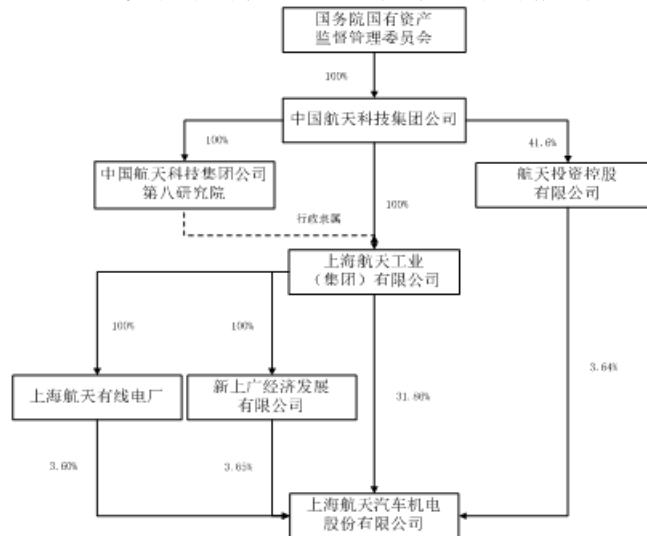 国务院国有资产
监督管理委员会
100%
中国航天科技集团公司
100%
41.6%
中国航天科技集团公司
第八研究院
航天投资控股
有限公司
行政隶属
100%
上海航天工业
（集团）有限公司
100%
100%
3.64%
上海航天有线电厂
新上广经济发展
有限公司
31.86%
3.60%
3.65%
上海航天汽车机电
股份有限公司